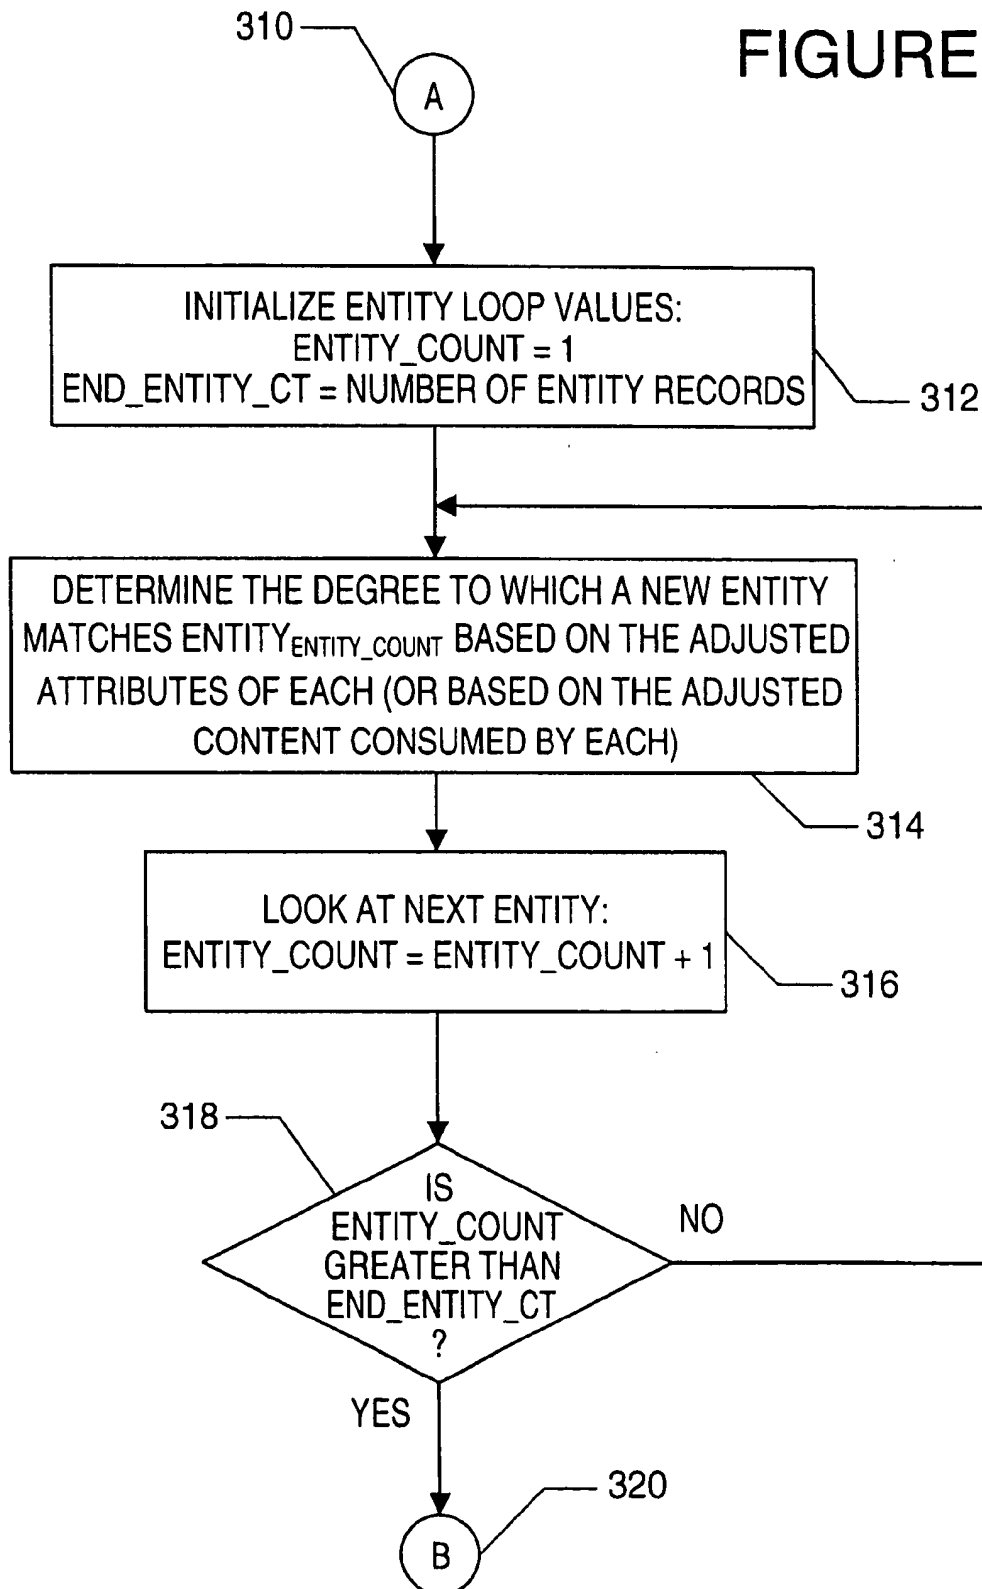 310
FIGURE
A
INITIALIZE ENTITY LOOP VALUES:
ENTITY_COUNT = 1
END_ENTITY_CT = NUMBER OF ENTITY RECORDS
312
DETERMINE THE DEGREE TO WHICH A NEW ENTITY
MATCHES ENTITYENTITY_COUNT BASED ON THE ADJUSTED
ATTRIBUTES OF EACH (OR BASED ON THE ADJUSTED
CONTENT CONSUMED BY EACH)
314
LOOK AT NEXT ENTITY:
ENTITY_COUNT = ENTITY_COUNT + 1
316
318
IS
ENTITY_COUNT
GREATER THAN
END_ENTITY_CT
?
NO
YES
320
B